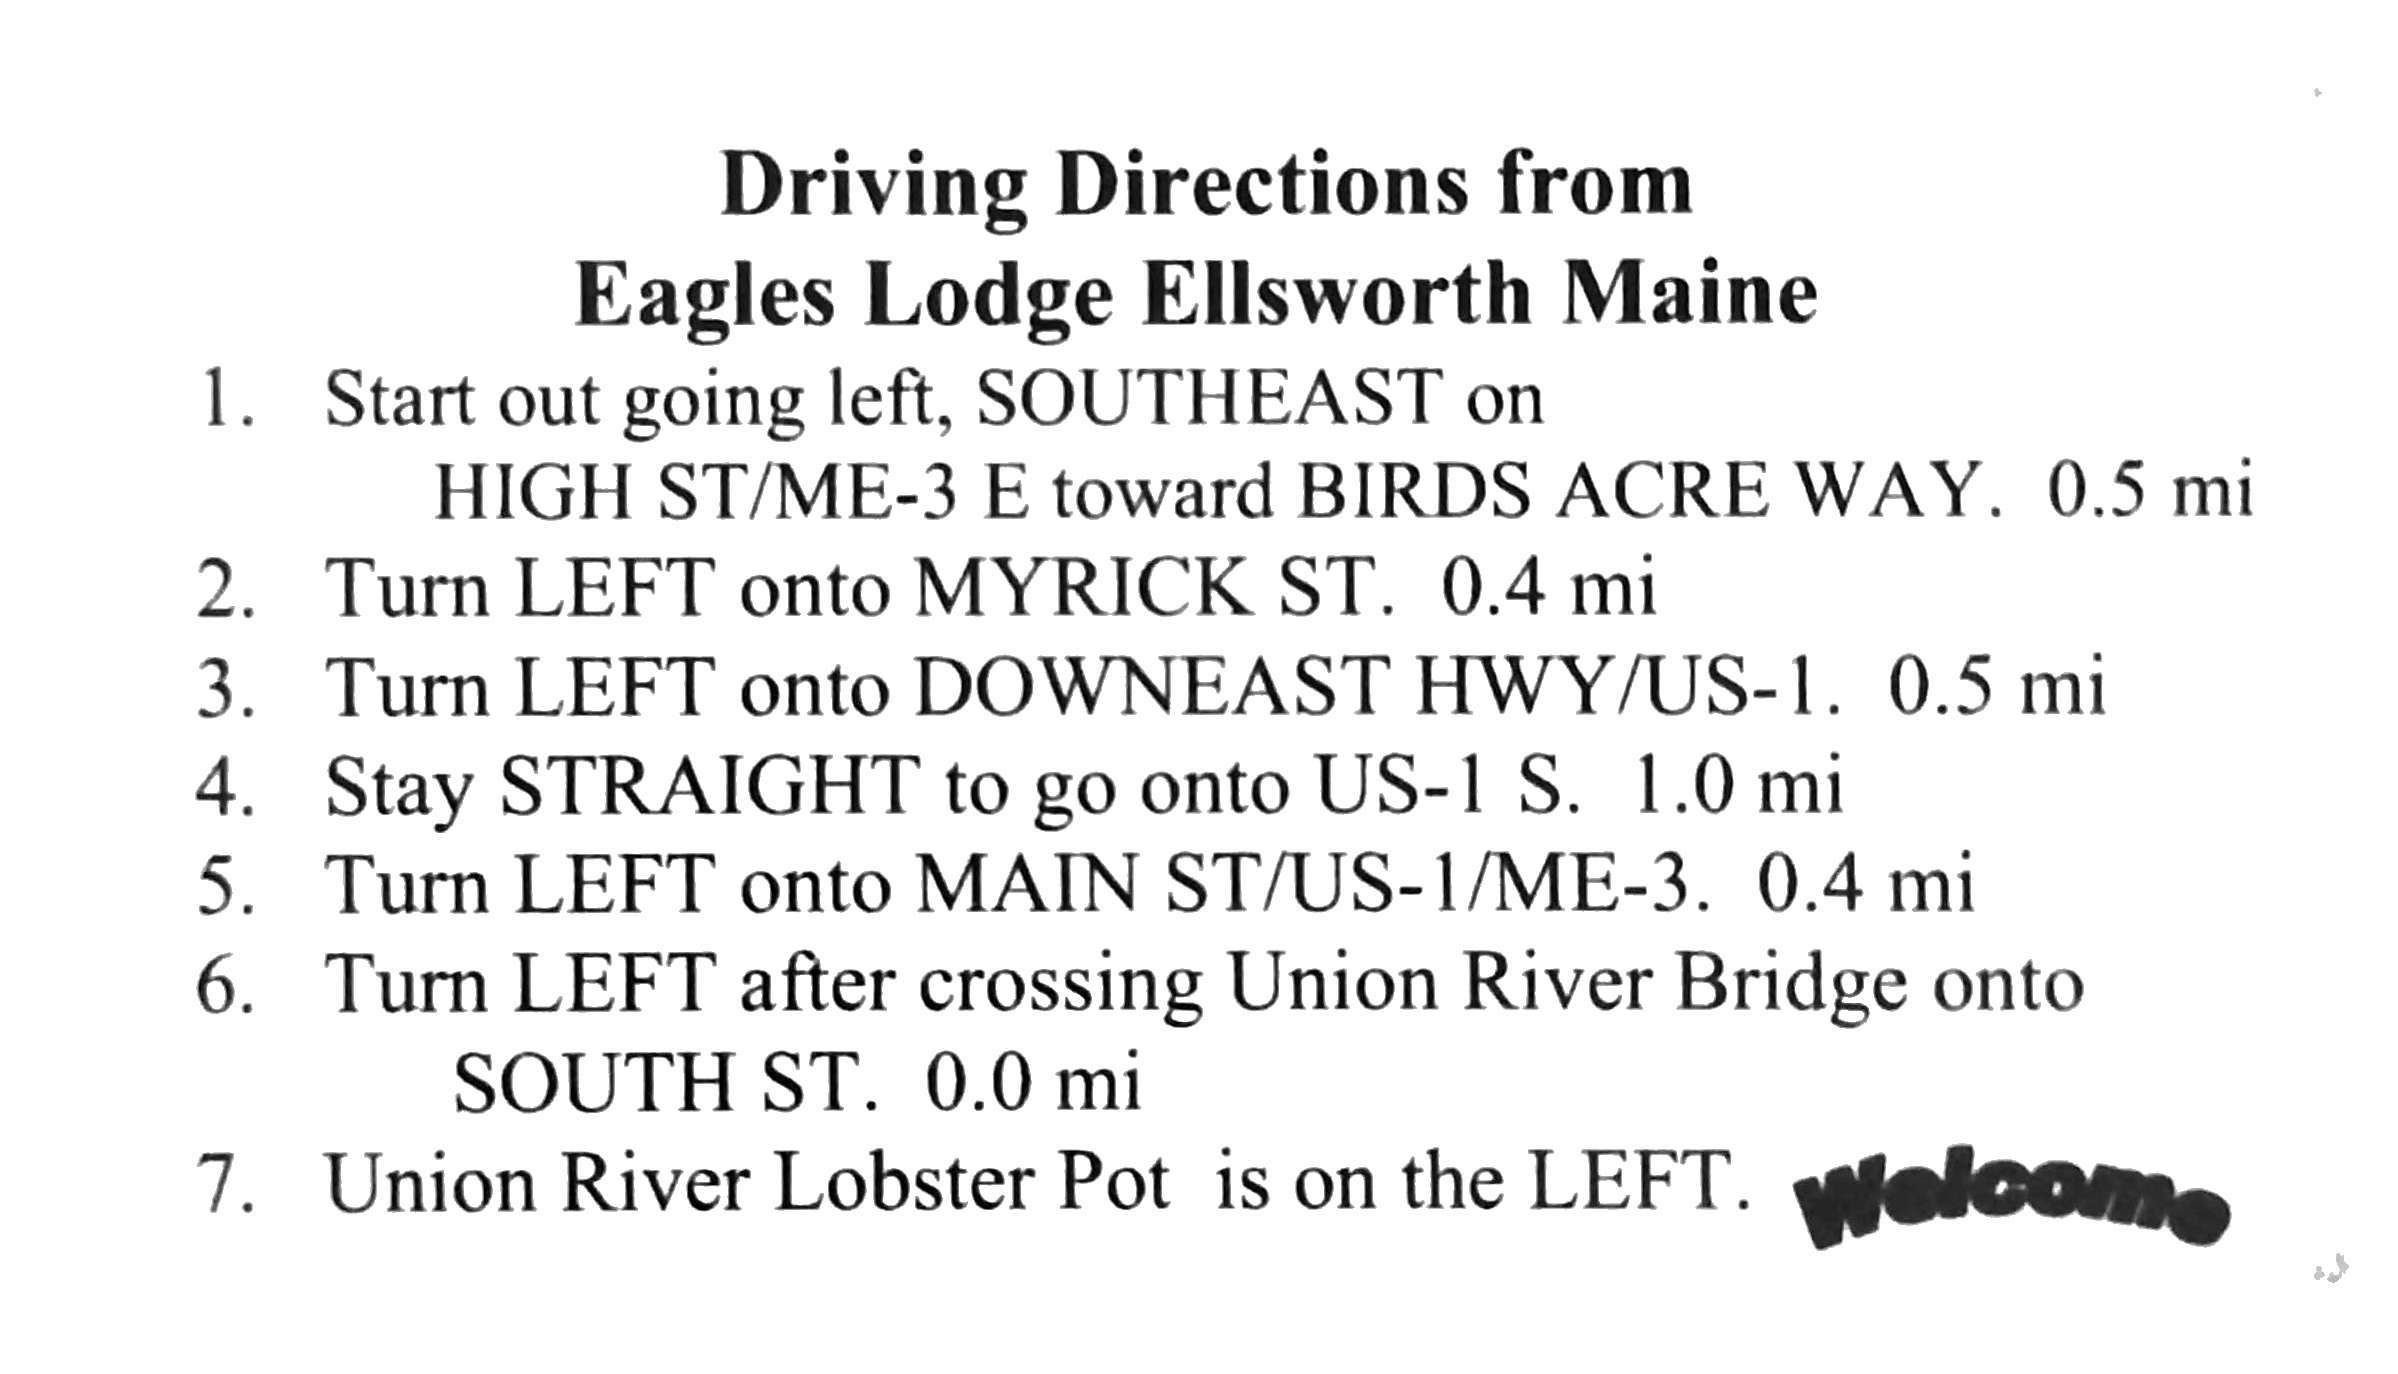 Driving Directions from
Eagles Lodge Ellsworth Maine
1. Start out going left, SOUTHEAST on
HIGH ST/ME-3 E toward BIRDS ACRE WAY. 0.5 mi
2. Turn LEFT onto MYRICK ST. 0.4 mi
3. Turn LEFT onto DOWNEAST HWY/US-1. 0.5 mi
4. Stay STRAIGHT to go onto US-1 S. 1.0 mi
5. Turn LEFT onto MAIN ST/US-1/ME-3. 0.4 mi
6. Turn LEFT after crossing Union River Bridge onto
SOUTH ST. 0.0 mi
7. Union River Lobster Pot is on the LEFT. Welcome